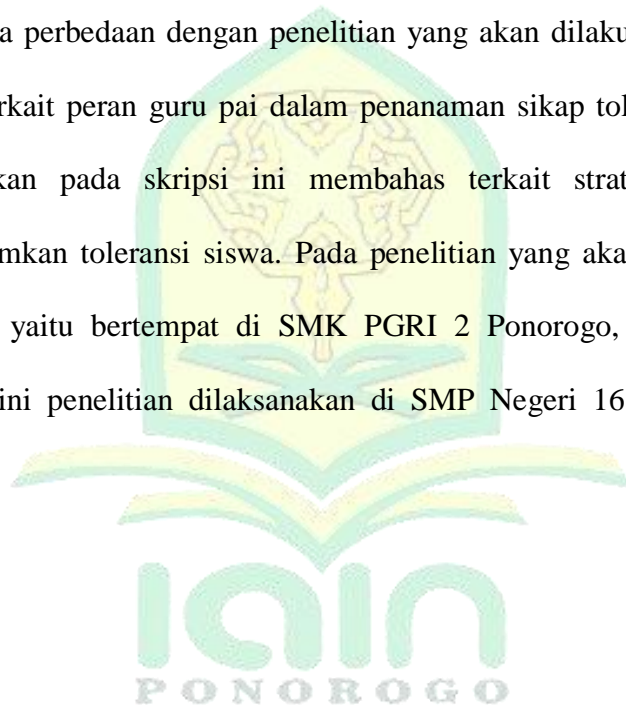 a perbedaan dengan penelitian yang akan dilaku
rkait peran guru pai dalam penanaman sikap tol
kan pada skripsi ini membahas terkait strat
mkan toleransi siswa. Pada penelitian yang aka
yaitu bertempat di SMK PGRI 2 Ponorogo,
ini penelitian dilaksanakan di SMP Negeri 16
iain
PONOROGO